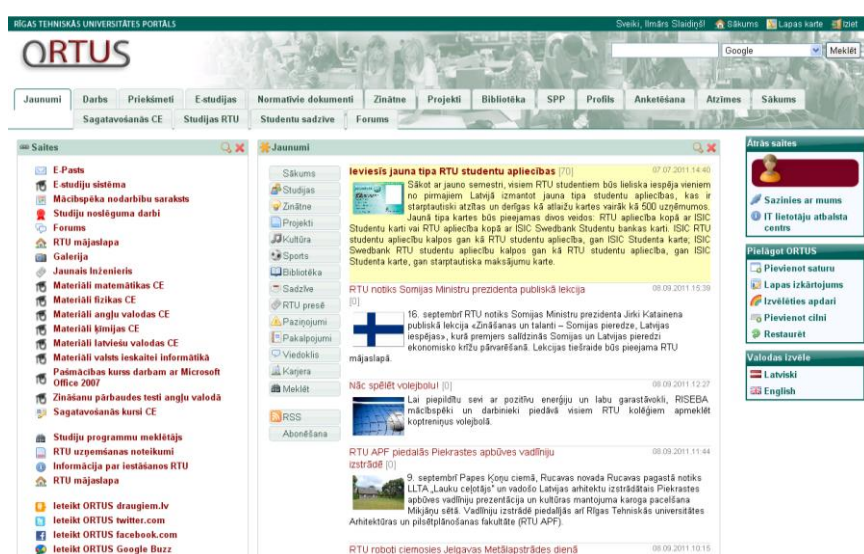 RĪGAS TEHNISKĀS UNIVERSITĀTES PORTĀLS
Sveiki, Ilmārs Slaidiņš! Sākums Lapas karte Iziet
ORTUS
Google Meklēt
Jaunumi Darbs Priekšmeti E-studijas Normatīvie dokumenti Zinātne Projekti Bibliotēka SPP Profils Anketēšana Atzīmes Sākums
Sagatavošanās CE Studijas RTU Studentu sadzīve Forums
Saites
E-Pasts
E-studiju sistēma
Mācībspēka nodarbību saraksts
Studiju noslēguma darbi
Forums
RTU mājaslapa
Galerija
Jaunais Inženieris
Materiāli matemātikas CE
Materiāli fizikas CE
Materiāli angļu valodas CE
Materiāli ķīmijas CE
Materiāli latviešu valodas CE
Materiāli valsts ieskaitei informātikā
Pašmācības kurss darbam ar Microsoft
Office 2007
Zināšanu pārbaudes testi angļu valodā
Sagatavošanās kursi CE
Studiju programmu meklētājs
RTU uzņemšanas noteikumi
Informācija par iestāšanos RTU
RTU mājaslapa
Ieteikt ORTUS draugiem.lv
Ieteikt ORTUS twitter.com
Ieteikt ORTUS facebook.com
Ieteikt ORTUS Google Buzz
Jaunumi
Sākums
Studijas
Zinātne
Projekti
Kultūra
Sports
Bibliotēka
Sadzīve
RTU presē
Paziņojumi
Pakalpojumi
Viedoklis
Karjera
Meklēt
RSS
Abonēšana
Ieviesīs jauna tipa RTU studentu apliecības [70] 07.07.2011.14:40
Sākot ar jauno semestri, visiem RTU studentiem būs lieliska iespēja vieniem
no pirmajiem Latvijā izmantot jauna tipa studentu apliecības, kas ir
starptautiski atzītas un derīgas kā atlaižu kartes vairāk kā 500 uzņēmumos.
Jaunā tipa kartes būs pieejamas divos veidos: RTU apliecība kopā ar ISIC
Studentu karti vai RTU apliecība kopā ar ISIC Swedbank Studentu bankas karti. ISIC RTU
studentu apliecību kalpos gan kā RTU studentu apliecība, gan ISIC Studenta karte; ISIC
Swedbank RTU studentu apliecību kalpos gan kā RTU studentu apliecība, gan ISIC
Studenta karte, gan starptautiska maksājumu karte.
RTU notiks Somijas Ministru prezidenta publiskā lekcija 08.09.2011.15:39
[0]
16. septembrī RTU notiks Somijas Ministru prezidenta Jirki Katainena
publiskā lekcija «Zināšanas un talanti – Somijas pieredze, Latvijas
iespējas», kurā premjers salīdzinās Somijas un Latvijas pieredzi
ekonomisko krīžu pārvarēšanā. Lekcijas tiešraide būs pieejama RTU
mājaslapā.
Nāc spēlēt volejbolu! [0] 08.09.2011.12:27
Lai piepildītu sevi ar pozitīvu enerģiju un labu garastāvokli, RISEBA
mācībspēki un darbinieki piedāvā visiem RTU kolēģiem apmeklēt
koptreniņus volejbolā.
RTU APF piedalās Piekrastes apbūves vadlīniju 08.09.2011.11:44
izstrādē [0]
9. septembrī Papes Ķoņu ciemā, Rucavas novada Rucavas pagastā notiks
LLTA „Lauku ceļotājs" un vadošo Latvijas arhitektu izstrādātais Piekrastes
apbūves vadlīniju prezentācija un kultūras mantojuma karoga pacelšana
Mikjāņu sētā. Vadlīniju izstrādē piedalījās arī Rīgas Tehniskās universitātes
Arhitektūras un pilsētplānošanas fakultāte (RTU APF).
RTU roboti ciemosies Jelgavas Metālapstrādes dienā 08.09.2011.10:15
Ātrās saites
Sazinies ar mums
IT lietotāju atbalsta
centrs
Pielāgot ORTUS
Pievienot saturu
Lapas izkārtojums
Izvēlēties apdari
Pievienot cilni
Restaurēt
Valodas izvēle
Latviski
English